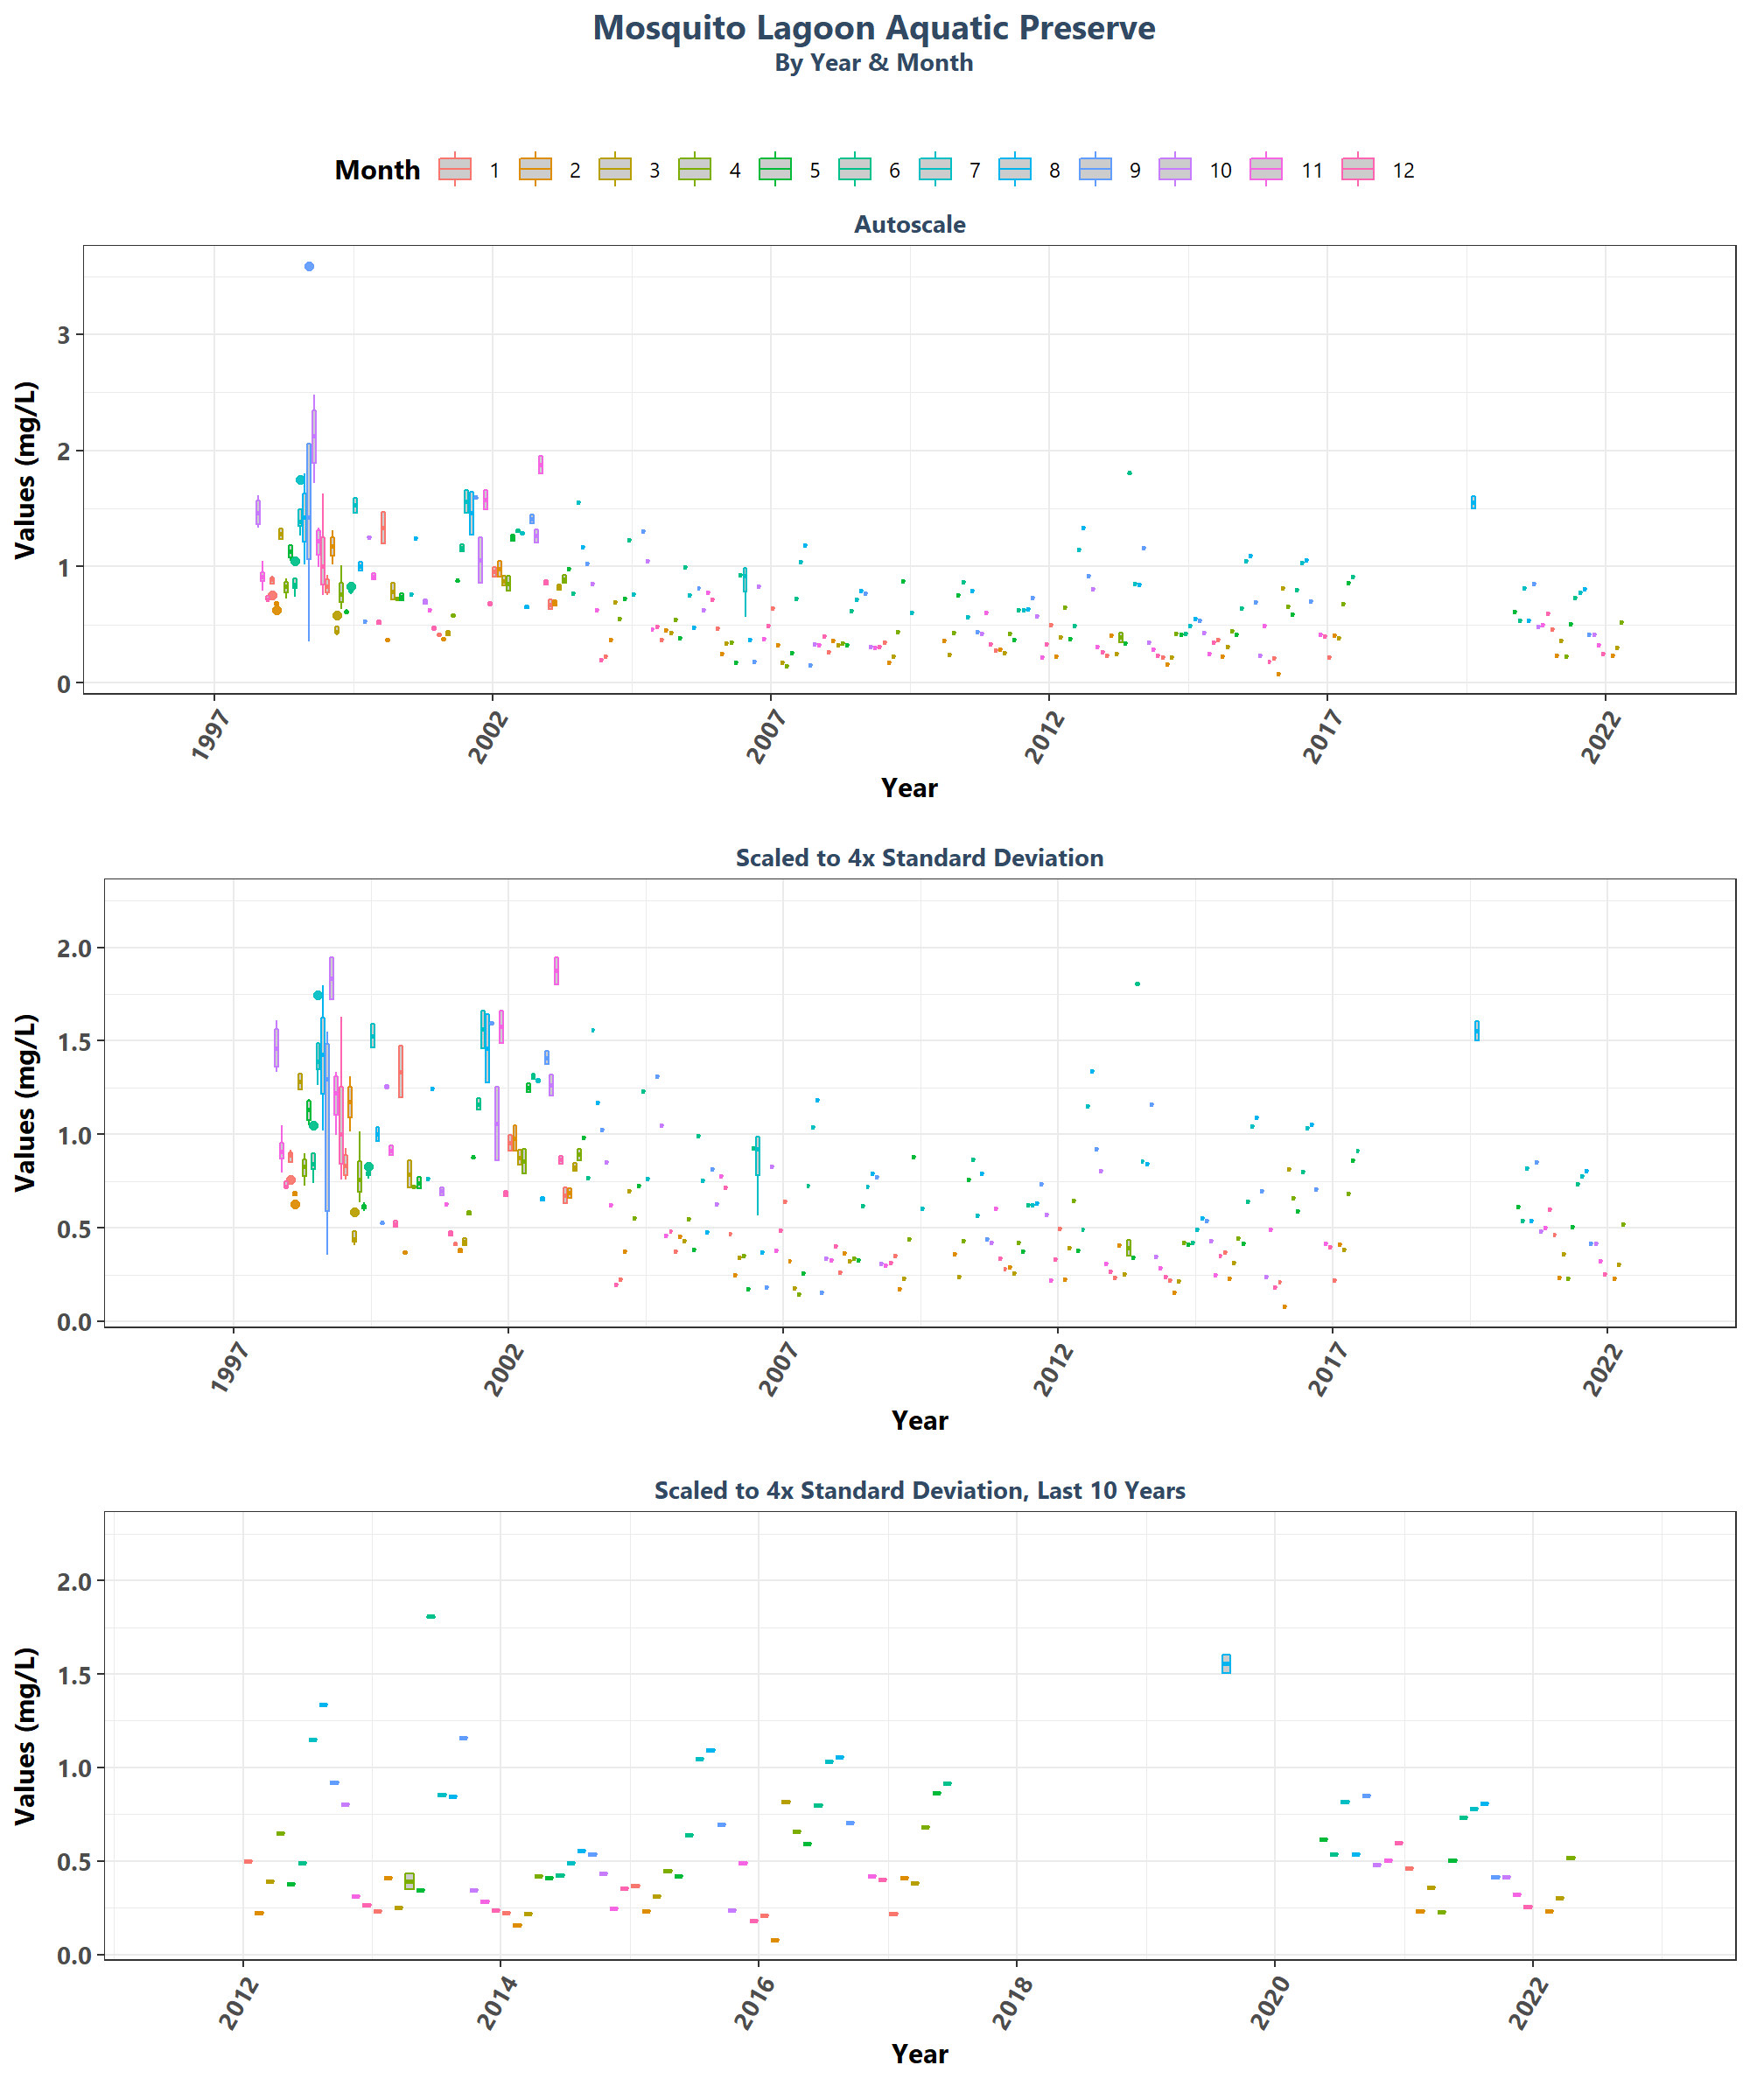 Mosquito Lagoon Aquatic Preserve
By Year & Month
Month 1 2 3 4 5 6 7 8 9 10 11 12
Autoscale
Values (mg/L)
3
2
1
0
1997 2002 2007 2012 2017 2022
Year
Scaled to 4x Standard Deviation
Values (mg/L)
2.0
1.5
1.0
0.5
0.0
1997 2002 2007 2012 2017 2022
Year
Scaled to 4x Standard Deviation, Last 10 Years
Values (mg/L)
2.0
1.5
1.0
0.5
0.0
2012 2014 2016 2018 2020 2022
Year